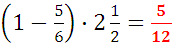 (1 − 5/6) · 2 1/2 = 5/12